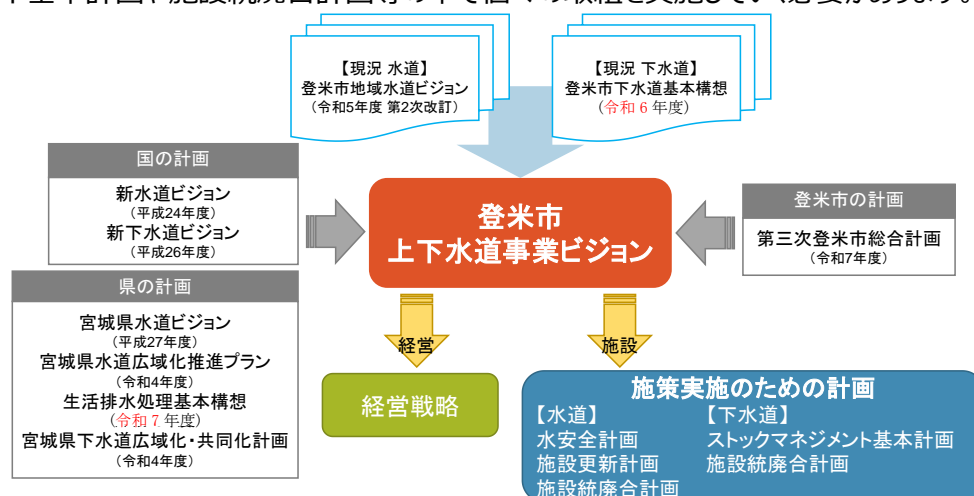 【現況 水道】
登米市地域水道ビジョン
（令和5年度 第2次改訂）
【現況 下水道】
登米市下水道基本構想
（令和 6 年度）
国の計画
新水道ビジョン
（平成24年度）
新下水道ビジョン
（平成26年度）
登米市
上下水道事業ビジョン
登米市の計画
第三次登米市総合計画
（令和7年度）
県の計画
宮城県水道ビジョン
（平成27年度）
宮城県水道広域化推進プラン
（令和4年度）
生活排水処理基本構想
（令和 7 年度）
宮城県下水道広域化・共同化計画
（令和4年度）
経営
施設
経営戦略
施策実施のための計画
【水道】
水安全計画
施設更新計画
施設統廃合計画
【下水道】
ストックマネジメント基本計画
施設統廃合計画